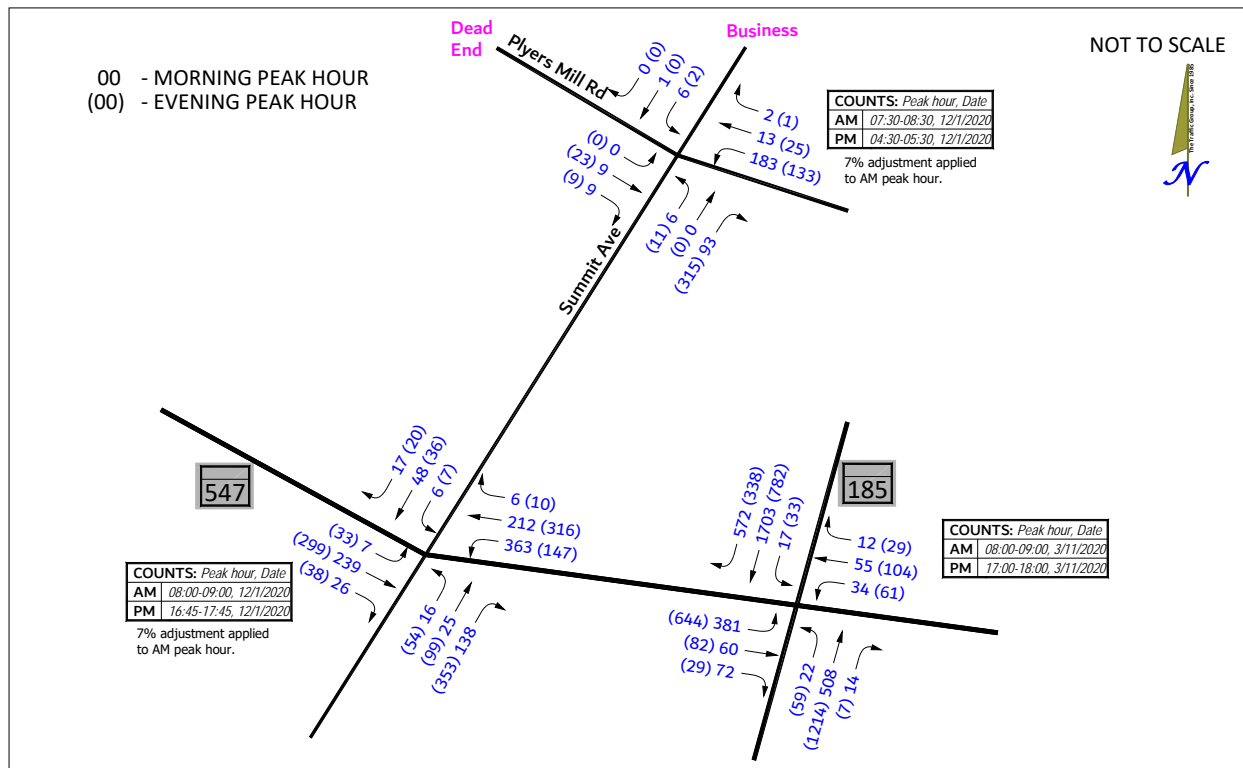 Dead
End
Business
NOT TO SCALE
00 - MORNING PEAK HOUR
(00) - EVENING PEAK HOUR
Plyers Mill Rd
0 (0)
1 (0)
6 (2)
2 (1)
13 (25)
183 (133)
COUNTS: Peak hour, Date
AM 07:30-08:30, 12/1/2020
PM 04:30-05:30, 12/1/2020
7% adjustment applied
to AM peak hour.
The Traffic Group, Inc. Since 1985
N
(0) 0
(23) 9
(9) 9
(11) 6
(0) 0
(315) 93
Summit Ave
547
17 (20)
48 (36)
6 (7)
6 (10)
212 (316)
363 (147)
(33) 7
(299) 239
(38) 26
(54) 16
(99) 25
(353) 138
COUNTS: Peak hour, Date
AM 08:00-09:00, 12/1/2020
PM 16:45-17:45, 12/1/2020
7% adjustment applied
to AM peak hour.
185
572 (338)
1703 (782)
17 (33)
12 (29)
55 (104)
34 (61)
(644) 381
(82) 60
(29) 72
(59) 22
(1214) 508
(7) 14
COUNTS: Peak hour, Date
AM 08:00-09:00, 3/11/2020
PM 17:00-18:00, 3/11/2020